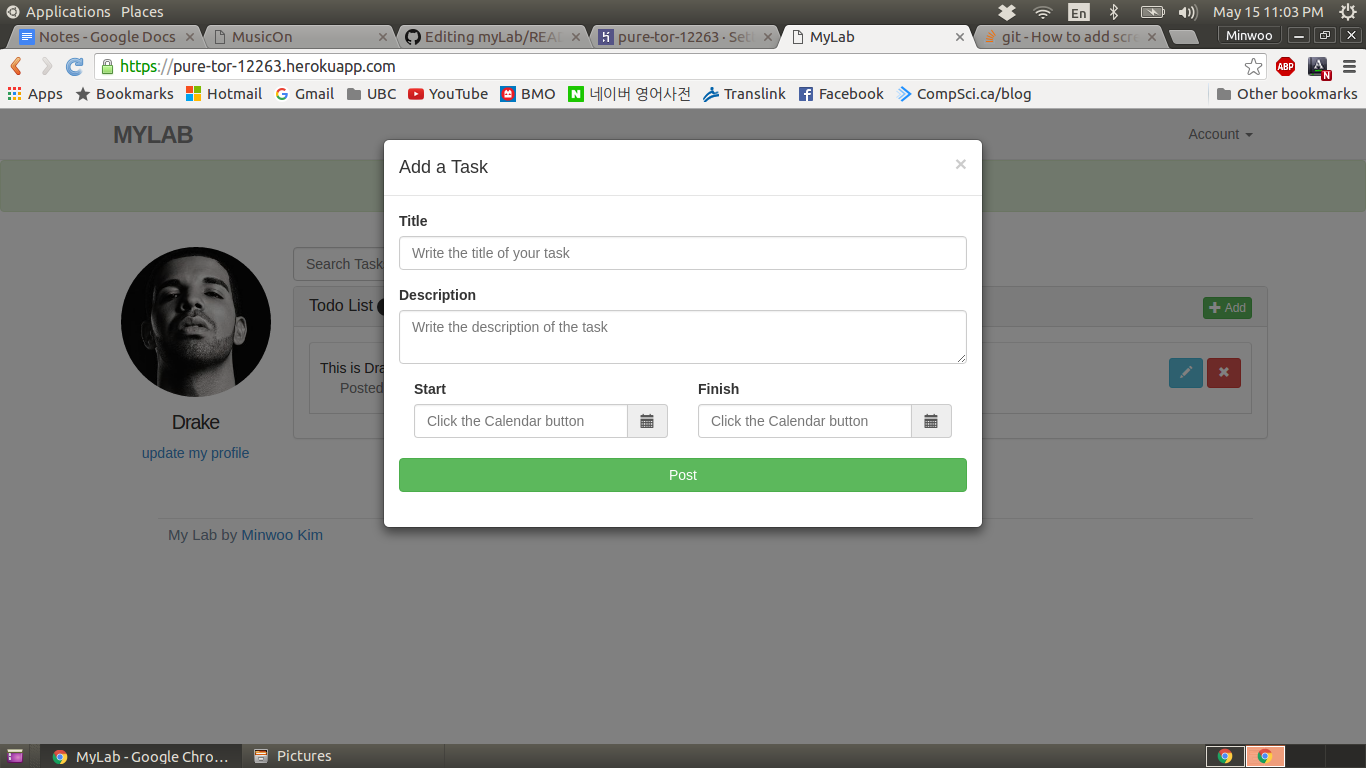 Applications Places
En
May 15 11:03 PM
Notes - Google Docs
MusicOn
Editing myLab/REA
pure-tor-12263 · Set
MyLab
git - How to add scre
Minwoo
https://pure-tor-12263.herokuapp.com
ABP
A
N
Apps
Bookmarks
Hotmail
Gmail
UBC
YouTube
BMO
네이버 영어사전
Translink
Facebook
CompSci.ca/blog
Other bookmarks
MYLAB
Account
Add a Task
×
Title
Write the title of your task
Search Task
Description
Todo List
Add
Write the description of the task
This is Dra
Posted
Start
Finish
Click the Calendar button
Click the Calendar button
Drake
update my profile
Post
My Lab by Minwoo Kim
MyLab - Google Chro...
Pictures